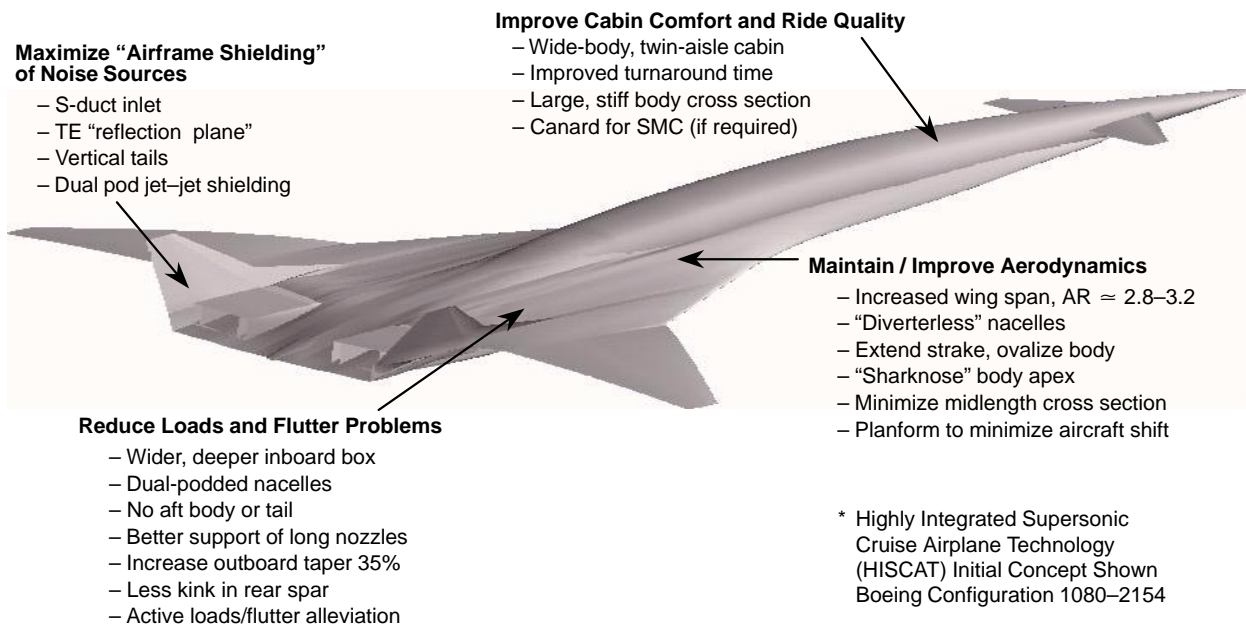 Improve Cabin Comfort and Ride Quality
– Wide-body, twin-aisle cabin
– Improved turnaround time
– Large, stiff body cross section
– Canard for SMC (if required)
Maximize “Airframe Shielding”
of Noise Sources
– S-duct inlet
– TE “reflection plane”
– Vertical tails
– Dual pod jet–jet shielding
Maintain / Improve Aerodynamics
– Increased wing span, AR ≃ 2.8–3.2
– “Diverterless” nacelles
– Extend strake, ovalize body
– “Sharknose” body apex
– Minimize midlength cross section
– Planform to minimize aircraft shift
Reduce Loads and Flutter Problems
– Wider, deeper inboard box
– Dual-podded nacelles
– No aft body or tail
– Better support of long nozzles
– Increase outboard taper 35%
– Less kink in rear spar
– Active loads/flutter alleviation
* Highly Integrated Supersonic
Cruise Airplane Technology
(HISCAT) Initial Concept Shown
Boeing Configuration 1080–2154